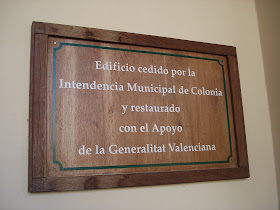 Edificio cedido por la
Intendencia Municipal de Colonia
y restaurado
con el Apoyo
de la Generalitat Valenciana